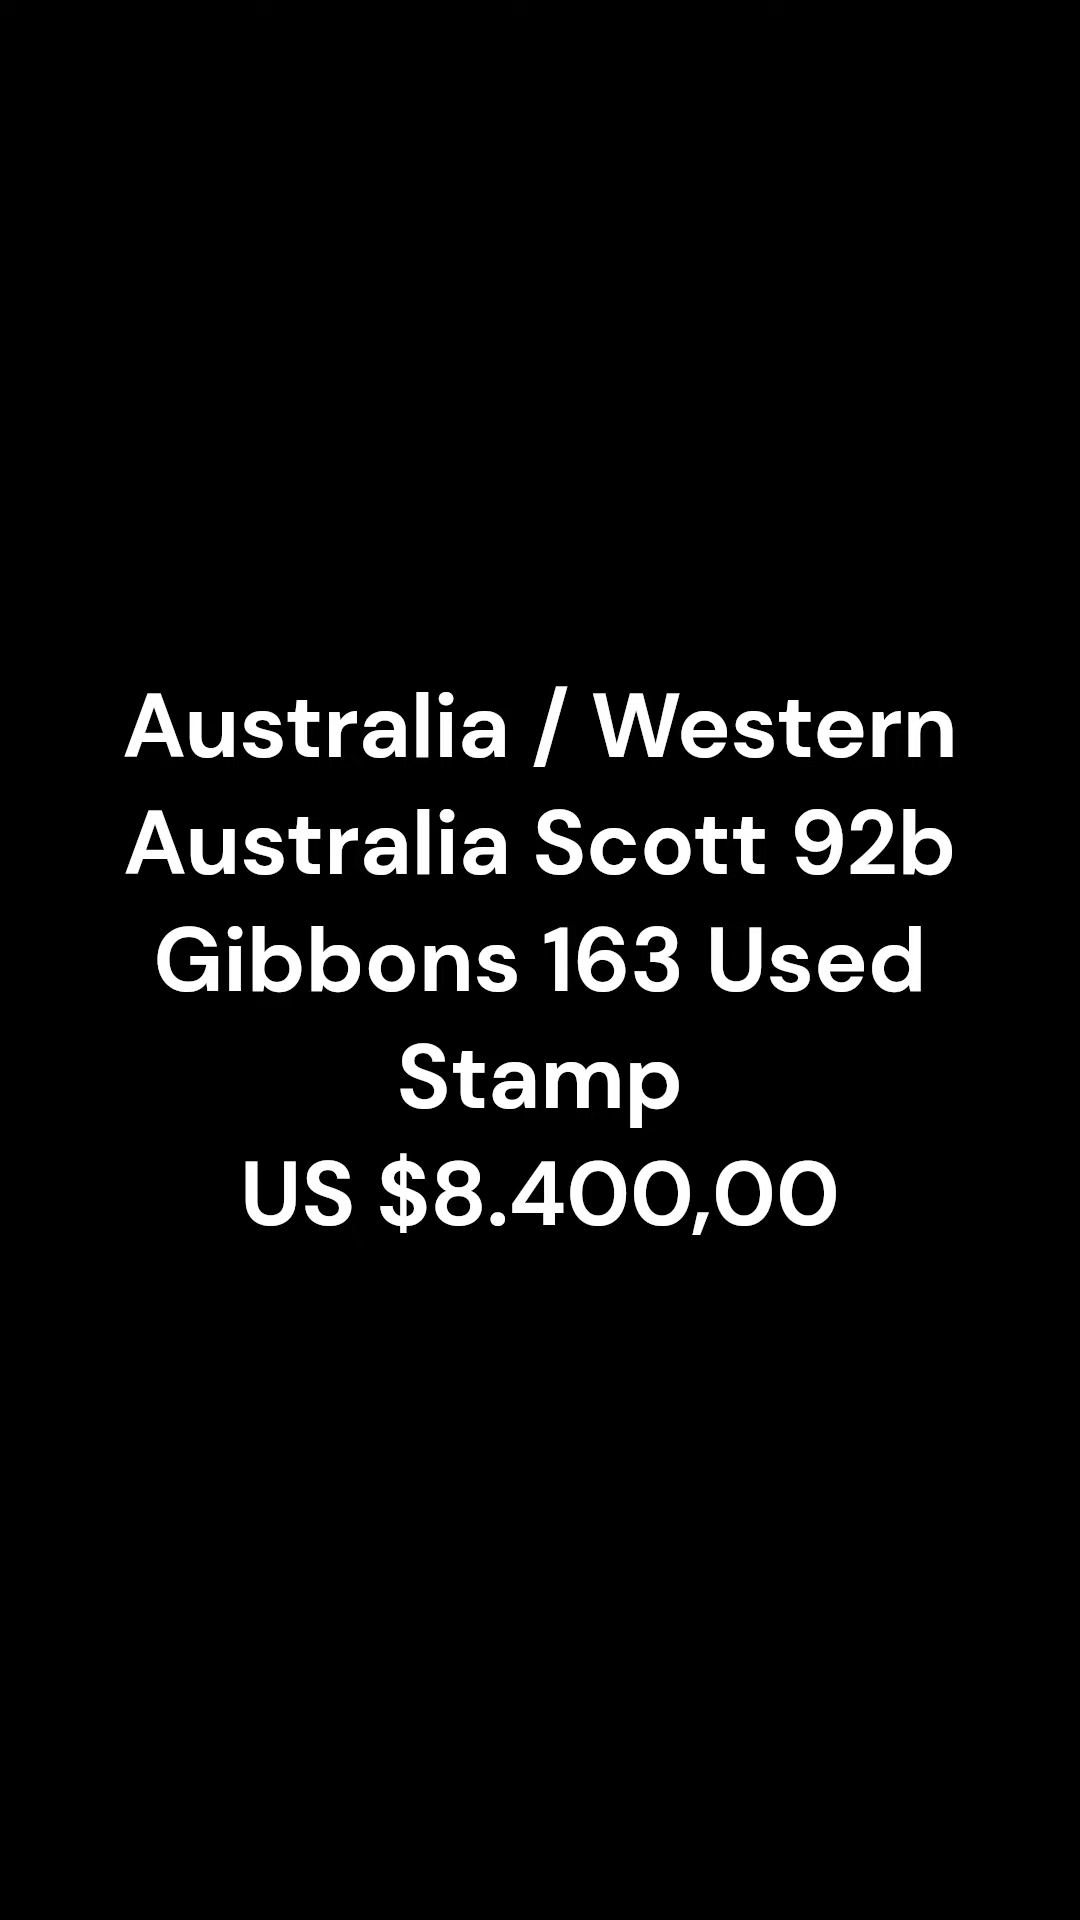 Australia / Western
Australia Scott 92b
Gibbons 163 Used
Stamp
US $8.400,00